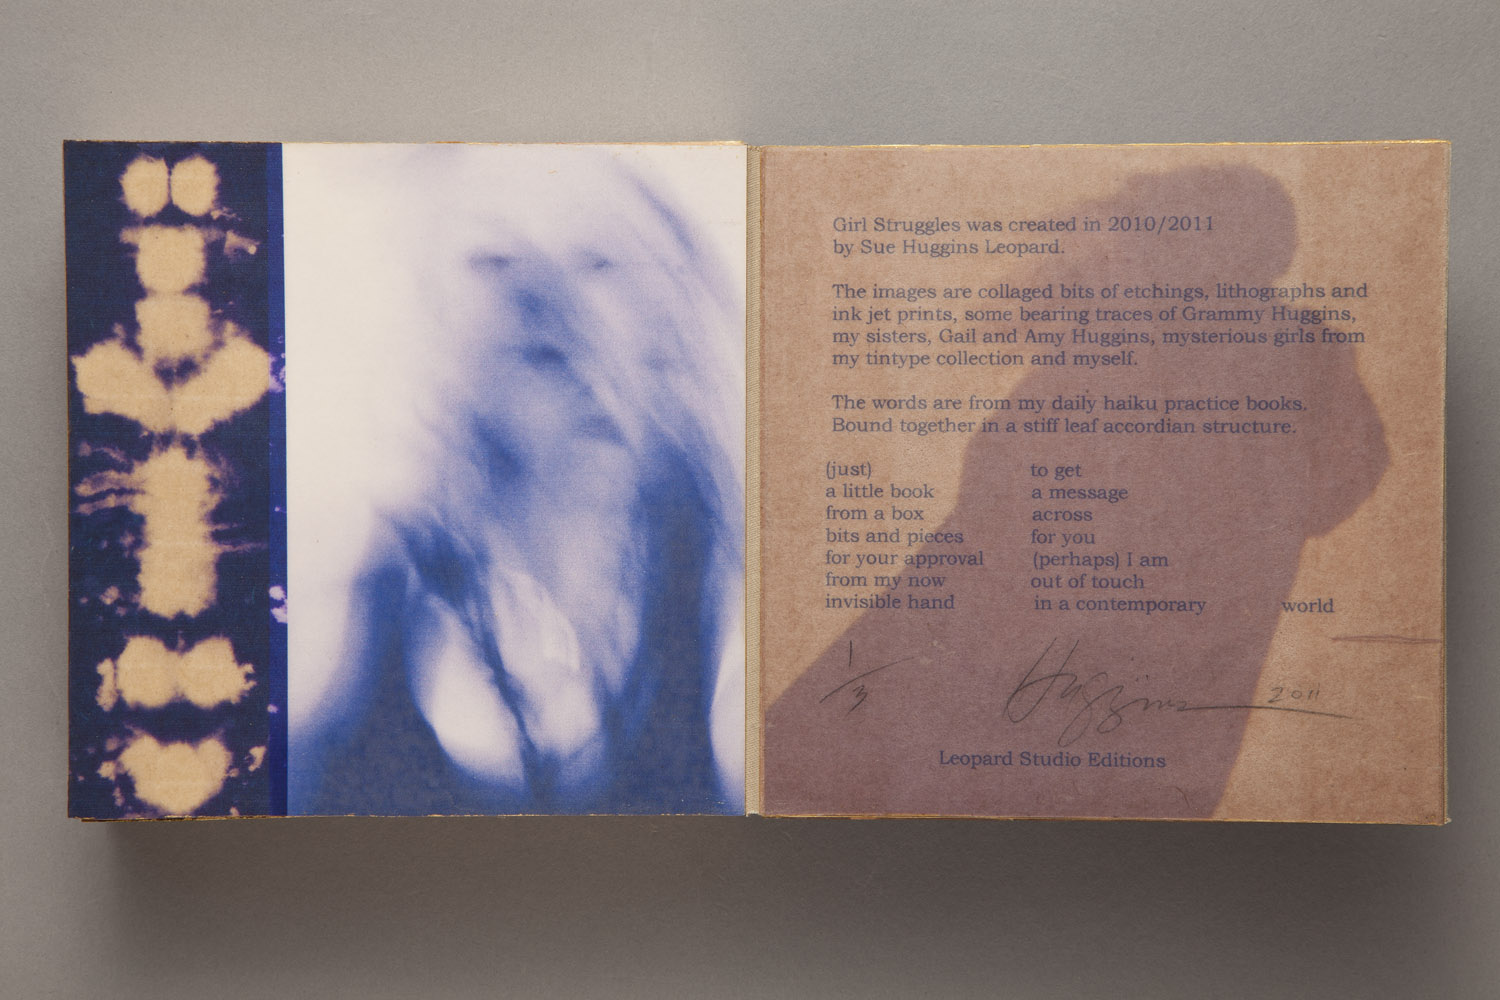 Girl Struggles was created in 2010/2011
by Sue Huggins Leopard.
The images are collaged bits of etchings, lithographs and
ink jet prints, some bearing traces of Grammy Huggins,
my sisters, Gail and Amy Huggins, mysterious girls from
my tintype collection and myself.
The words are from my daily haiku practice books.
Bound together in a stiff leaf accordian structure.
(just)
a little book
from a box
bits and pieces
for your approval
from my now
invisible hand
to get
a message
across
for you
(perhaps) I am
out of touch
in a contemporary world
1/3
Huggins 2011
Leopard Studio Editions